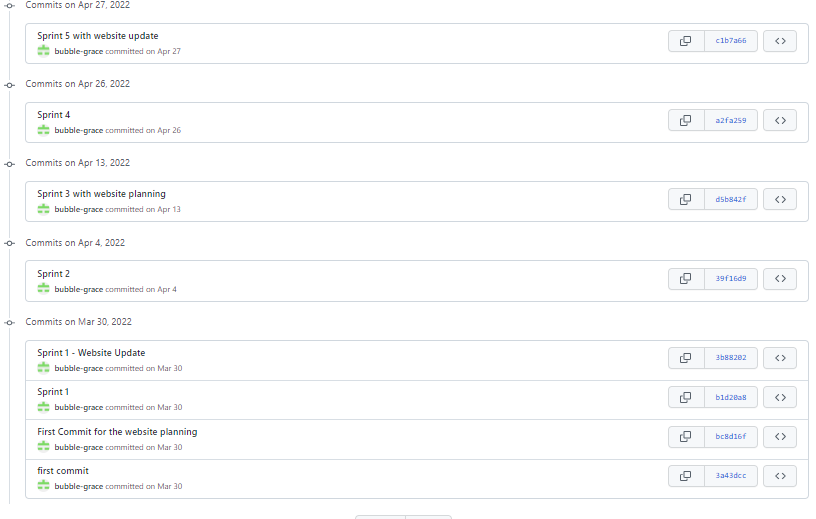 Commits on Apr 27, 2022
Sprint 5 with website update
bubble-grace committed on Apr 27
c1b7a66
Commits on Apr 26, 2022
Sprint 4
bubble-grace committed on Apr 26
a2fa259
Commits on Apr 13, 2022
Sprint 3 with website planning
bubble-grace committed on Apr 13
d5b842f
Commits on Apr 4, 2022
Sprint 2
bubble-grace committed on Apr 4
39f16d9
Commits on Mar 30, 2022
Sprint 1 - Website Update
bubble-grace committed on Mar 30
3b88202
Sprint 1
bubble-grace committed on Mar 30
b1d20a8
First Commit for the website planning
bubble-grace committed on Mar 30
bc8d16f
first commit
bubble-grace committed on Mar 30
3a43dcc